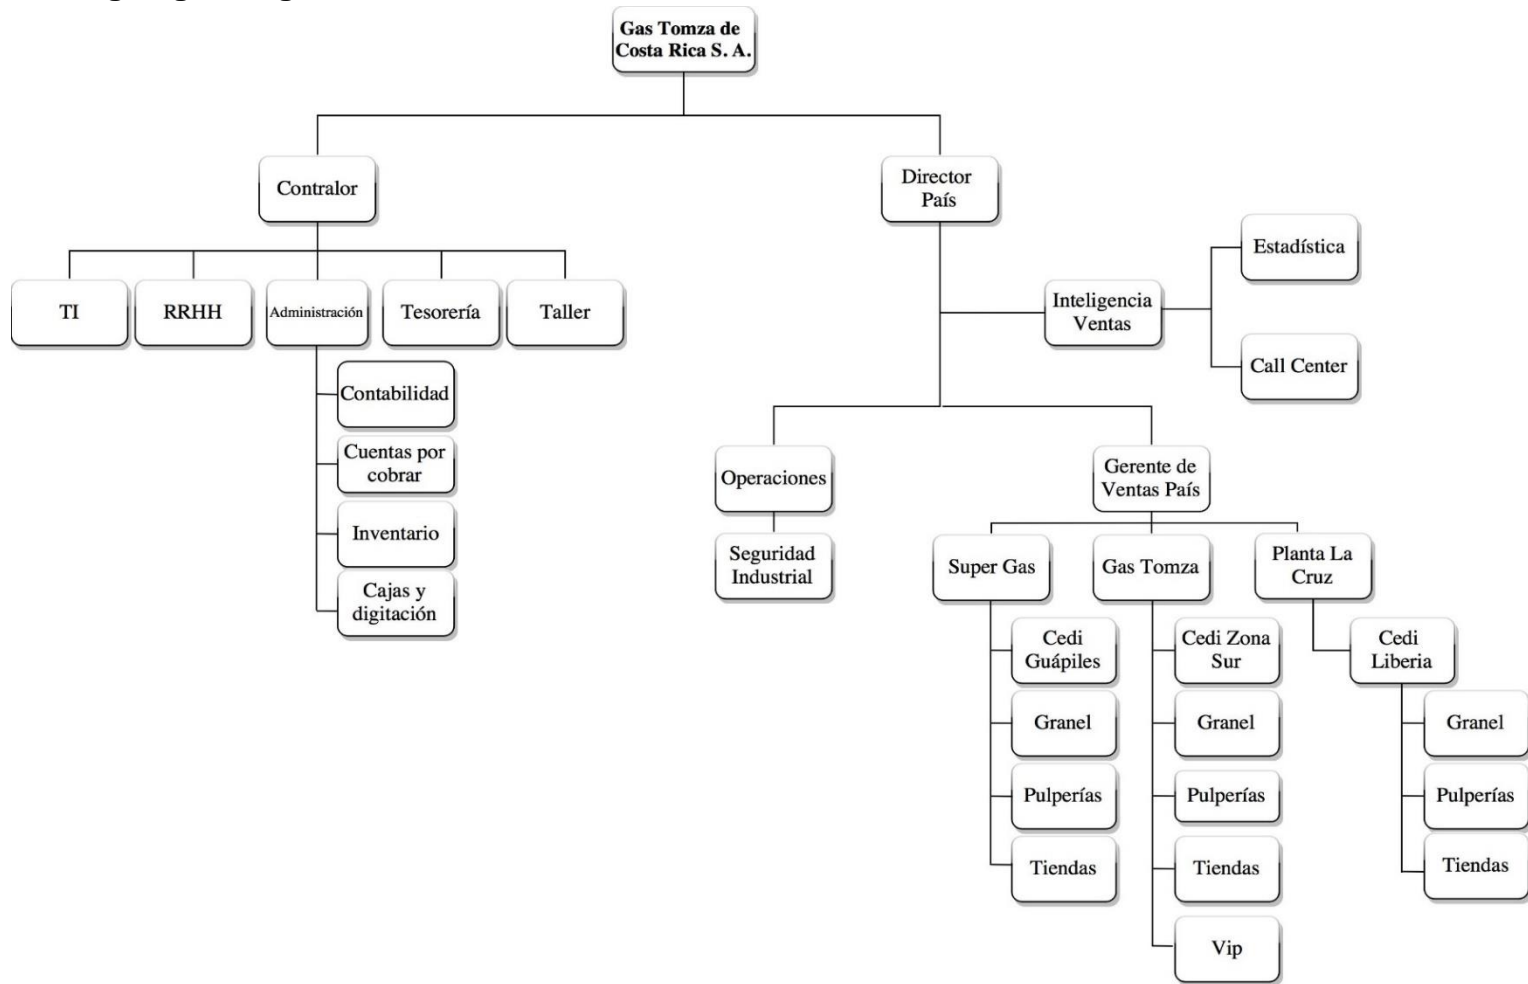 Gas Tomza de
Costa Rica S. A.
Contralor
Director
País
Estadística
Inteligencia
Ventas
Call Center
TI
RRHH
Administración
Tesorería
Taller
Contabilidad
Cuentas por
cobrar
Inventario
Cajas y
digitación
Operaciones
Gerente de
Ventas País
Seguridad
Industrial
Super Gas
Gas Tomza
Planta La
Cruz
Cedi
Guápiles
Granel
Pulperías
Tiendas
Cedi Zona
Sur
Granel
Pulperías
Tiendas
Vip
Cedi
Liberia
Granel
Pulperías
Tiendas